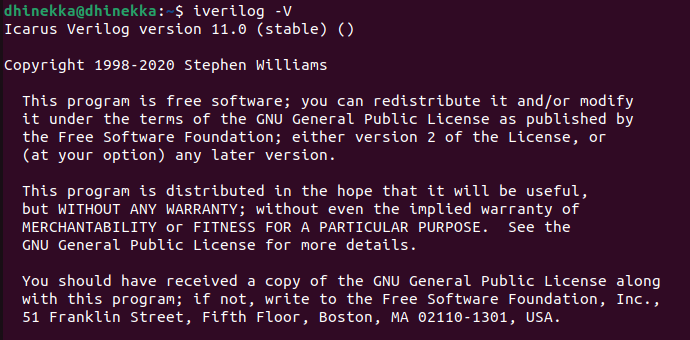 dhinekka@dhinekka:~$ iverilog -V
Icarus Verilog version 11.0 (stable) ()
Copyright 1998-2020 Stephen Williams
This program is free software; you can redistribute it and/or modify
it under the terms of the GNU General Public License as published by
the Free Software Foundation; either version 2 of the License, or
(at your option) any later version.
This program is distributed in the hope that it will be useful,
but WITHOUT ANY WARRANTY; without even the implied warranty of
MERCHANTABILITY or FITNESS FOR A PARTICULAR PURPOSE.  See the
GNU General Public License for more details.
You should have received a copy of the GNU General Public License along
with this program; if not, write to the Free Software Foundation, Inc.,
51 Franklin Street, Fifth Floor, Boston, MA 02110-1301, USA.